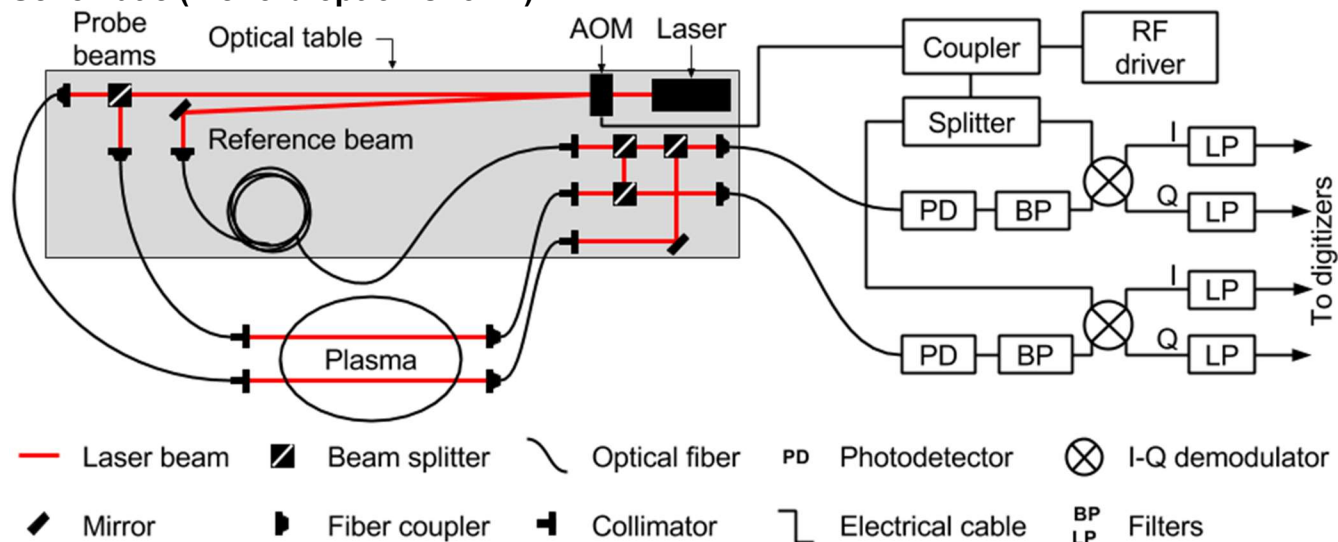 Probe
beams
Optical table
AOM
Laser
Coupler
RF
driver
Splitter
Reference beam
I
LP
Q
LP
PD
BP
To digitizers
I
LP
Q
LP
PD
BP
Plasma
Laser beam
Beam splitter
Optical fiber
PD
Photodetector
I-Q demodulator
Mirror
Fiber coupler
Collimator
Electrical cable
BP
LP
Filters